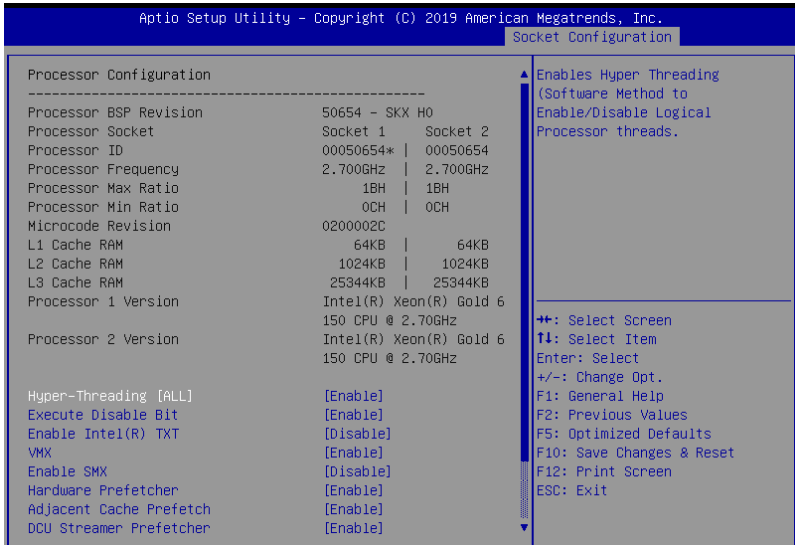 Aptio Setup Utility – Copyright (C) 2019 American Megatrends, Inc.
Socket Configuration
Processor Configuration
--------------------------------------------------
Processor BSP Revision 50654 - SKX H0
Processor Socket Socket 1 Socket 2
Processor ID 00050654* | 00050654
Processor Frequency 2.700GHz | 2.700GHz
Processor Max Ratio 1BH | 1BH
Processor Min Ratio 0CH | 0CH
Microcode Revision 0200002C
L1 Cache RAM 64KB | 64KB
L2 Cache RAM 1024KB | 1024KB
L3 Cache RAM 25344KB | 25344KB
Processor 1 Version Intel(R) Xeon(R) Gold 6
150 CPU @ 2.70GHz
Processor 2 Version Intel(R) Xeon(R) Gold 6
150 CPU @ 2.70GHz
Hyper-Threading [ALL] [Enable]
Execute Disable Bit [Enable]
Enable Intel(R) TXT [Disable]
VMX [Enable]
Enable SMX [Disable]
Hardware Prefetcher [Enable]
Adjacent Cache Prefetch [Enable]
DCU Streamer Prefetcher [Enable]
Enables Hyper Threading
(Software Method to
Enable/Disable Logical
Processor threads.
→←: Select Screen
↑↓: Select Item
Enter: Select
+/-: Change Opt.
F1: General Help
F2: Previous Values
F5: Optimized Defaults
F10: Save Changes & Reset
F12: Print Screen
ESC: Exit